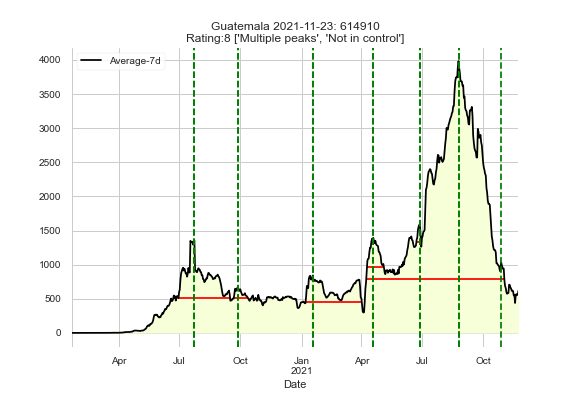 Guatemala 2021-11-23: 614910
Rating:8 ['Multiple peaks', 'Not in control']
Average-7d
4000
3500
3000
2500
2000
1500
1000
500
0
Apr Jul Oct Jan Apr Jul Oct
2021
Date